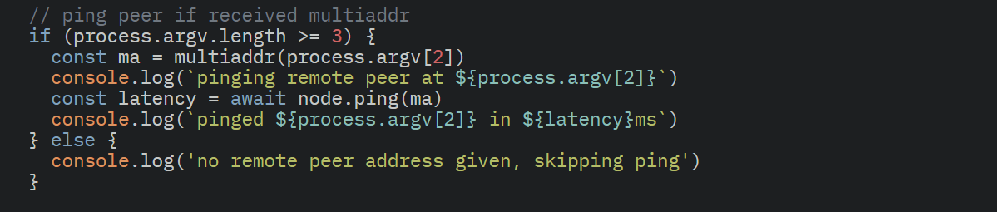 // ping peer if received multiaddr
if (process.argv.length >= 3) {
  const ma = multiaddr(process.argv[2])
  console.log(`pinging remote peer at ${process.argv[2]}`)
  const latency = await node.ping(ma)
  console.log(`pinged ${process.argv[2]} in ${latency}ms`)
} else {
  console.log('no remote peer address given, skipping ping')
}